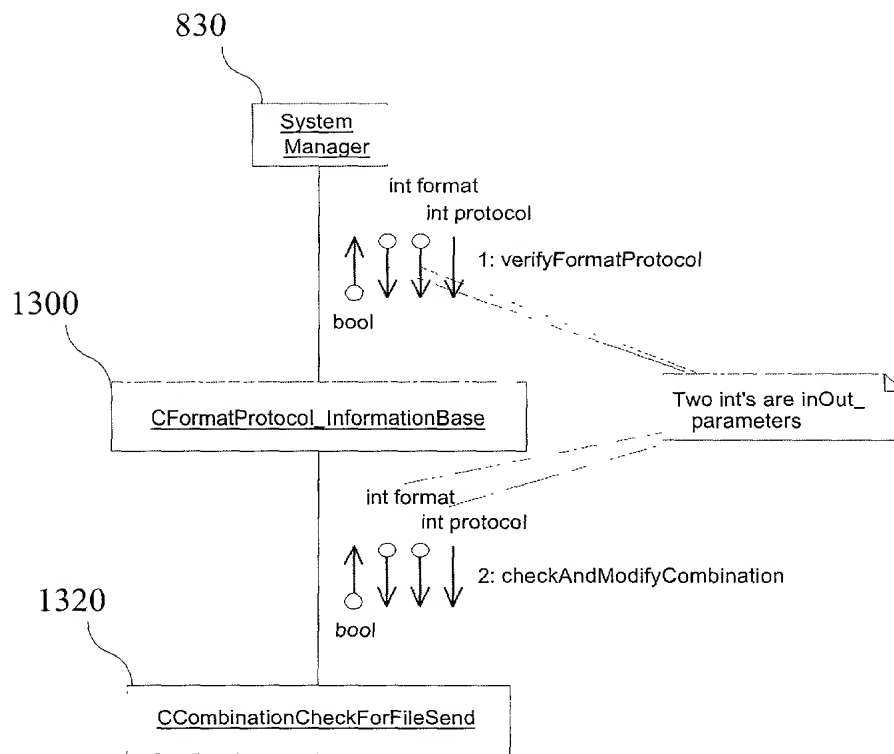 830
System
Manager
int format
int protocol
1: verifyFormatProtocol
bool
1300
CFormatProtocol_InformationBase
Two int's are inOut_
parameters
int format
int protocol
2: checkAndModifyCombination
bool
1320
CCombinationCheckForFileSend